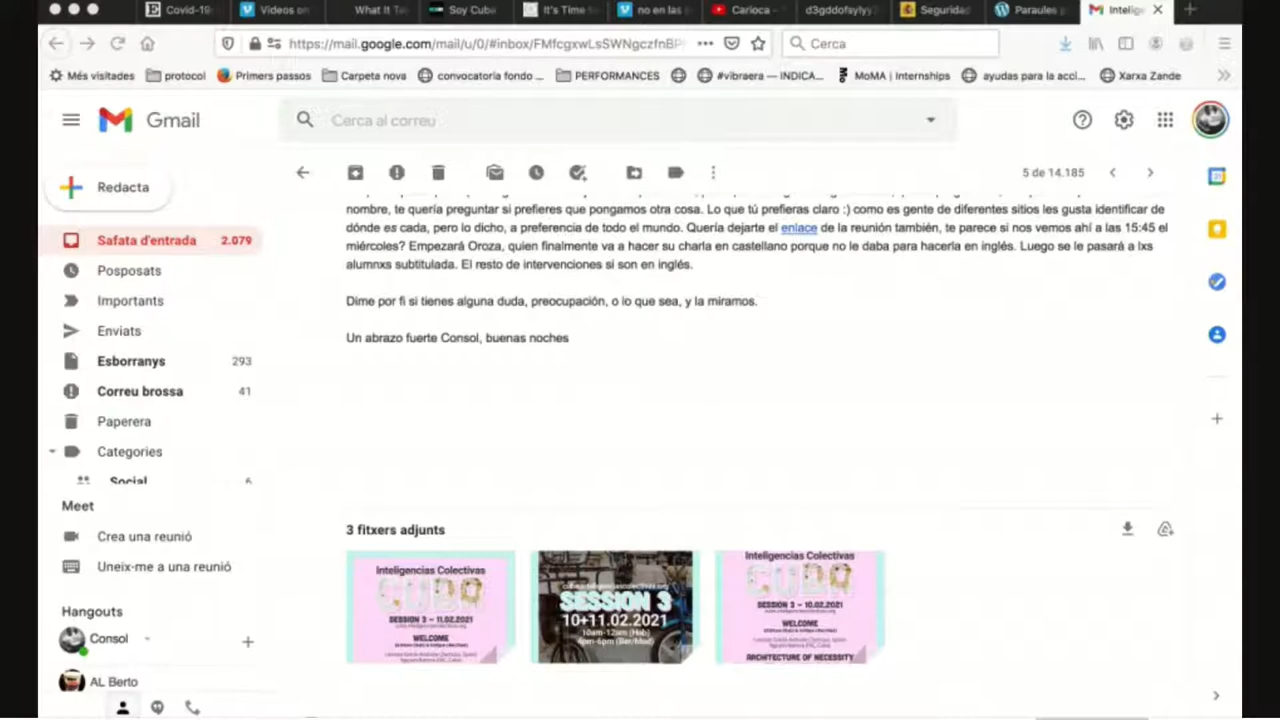 Covid-19
Videos on
What It Ta
Soy Cuba
It's Time
no en las
Carioca -
Seguridad
Paraules
Intelig
https://mail.google.com/mail/u/0/#inbox/FMfcgxwLsSWNgczfnBP
Cerca
Més visitades
protocol
Primers passos
Carpeta nova
convocatoria fondo ...
PERFORMANCES
#vibraera — INDICA...
MoMA | Internships
ayudas para la acci...
Xarxa Zande
Gmail
Cerca al correu
Redacta
5 de 14.185
nombre, te quería preguntar si prefieres que pongamos otra cosa. Lo que tú prefieras claro :) como es gente de diferentes sitios les gusta identificar de
dónde es cada, pero lo dicho, a preferencia de todo el mundo. Quería dejarte el enlace de la reunión también, te parece si nos vemos ahí a las 15:45 el
miércoles? Empezará Oroza, quien finalmente va a hacer su charla en castellano porque no le daba para hacerla en inglés. Luego se le pasará a lxs
alumnxs subtitulada. El resto de intervenciones si son en inglés.
Dime por fi si tienes alguna duda, preocupación, o lo que sea, y la miramos.
Un abrazo fuerte Consol, buenas noches
Safata d'entrada 2.079
Posposats
Importants
Enviats
Esborranys 293
Correu brossa 41
Paperera
Categories
Social 6
Meet
Crea una reunió
Uneix-me a una reunió
Hangouts
Consol
AL Berto
3 fitxers adjunts
Inteligencias Colectivas
CUBA
SESSION 3 – 11.02.2021
WELCOME
SESSION 3
10+11.02.2021
10am-12am (Hab)
4pm-6pm (Bar/Mad)
Inteligencias Colectivas
CUBA
SESSION 3 – 10.02.2021
WELCOME
ARCHITECTURE OF NECESSITY